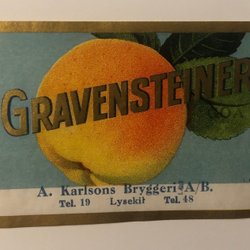 GRAVENSTEINER
A. Karlsons Bryggeri A/B.
Tel. 19 Lysekil Tel. 48